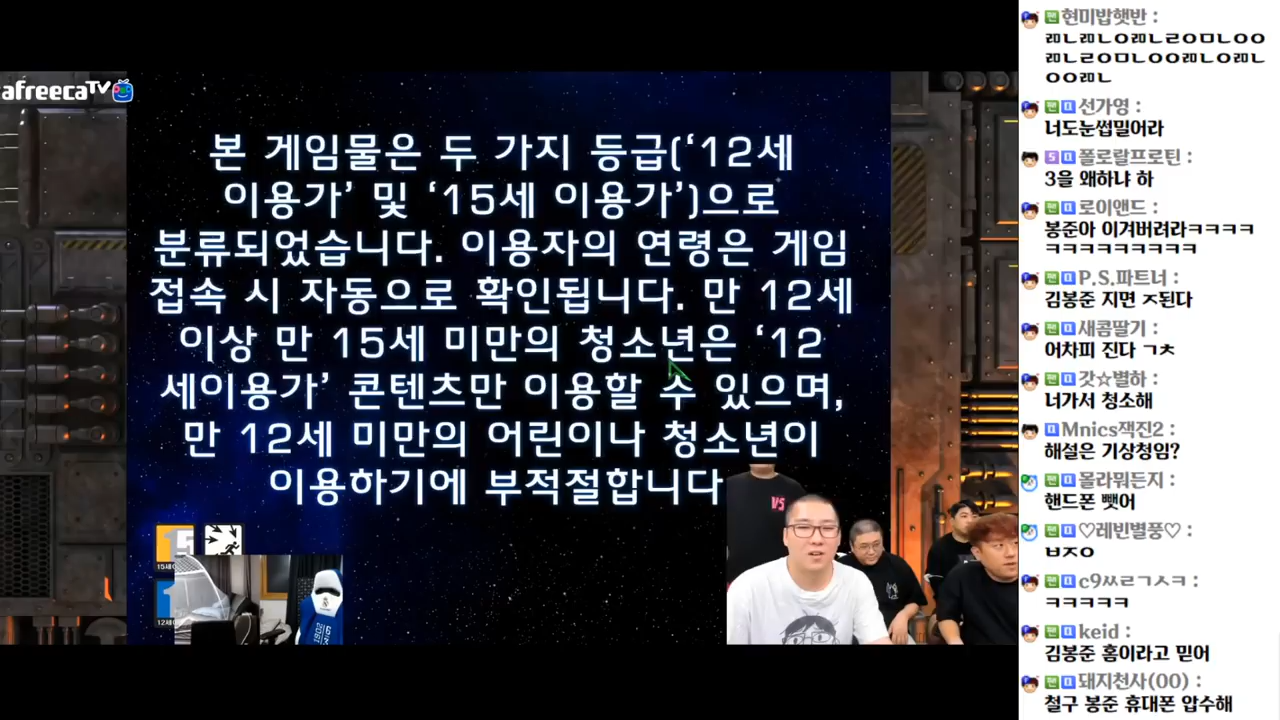 afreecaTV
본 게임물은 두 가지 등급(‘12세
이용가’ 및 ‘15세 이용가’)으로
분류되었습니다. 이용자의 연령은 게임
접속 시 자동으로 확인됩니다. 만 12세
이상 만 15세 미만의 청소년은 ‘12
세이용가’ 콘텐츠만 이용할 수 있으며,
만 12세 미만의 어린이나 청소년이
이용하기에 부적절합니다
VS
현미밥햇반 :
선가영 :
너도눈썹밀어라
폴로랄프로틴 :
3을 왜하냐 하
로이앤드 :
봉준아 이겨버려라ㅋㅋㅋㅋ
ㅋㅋㅋㅋㅋㅋㅋㅋㅋ
P.S.파트너 :
김봉준 지면 ㅈ된다
새콤딸기 :
어차피 진다 ㄱㅊ
갓☆별하 :
너가서 청소해
Mnics잭진2 :
해설은 기상청임?
몰라뭐든지 :
핸드폰 뺏어
♡레빈별풍♡ :
ㅂㅈㅇ
c9ㅆㄹㄱㅅㅋ :
ㅋㅋㅋㅋㅋ
keid :
김봉준 홈이라고 믿어
돼지천사(00) :
철구 봉준 휴대폰 압수해